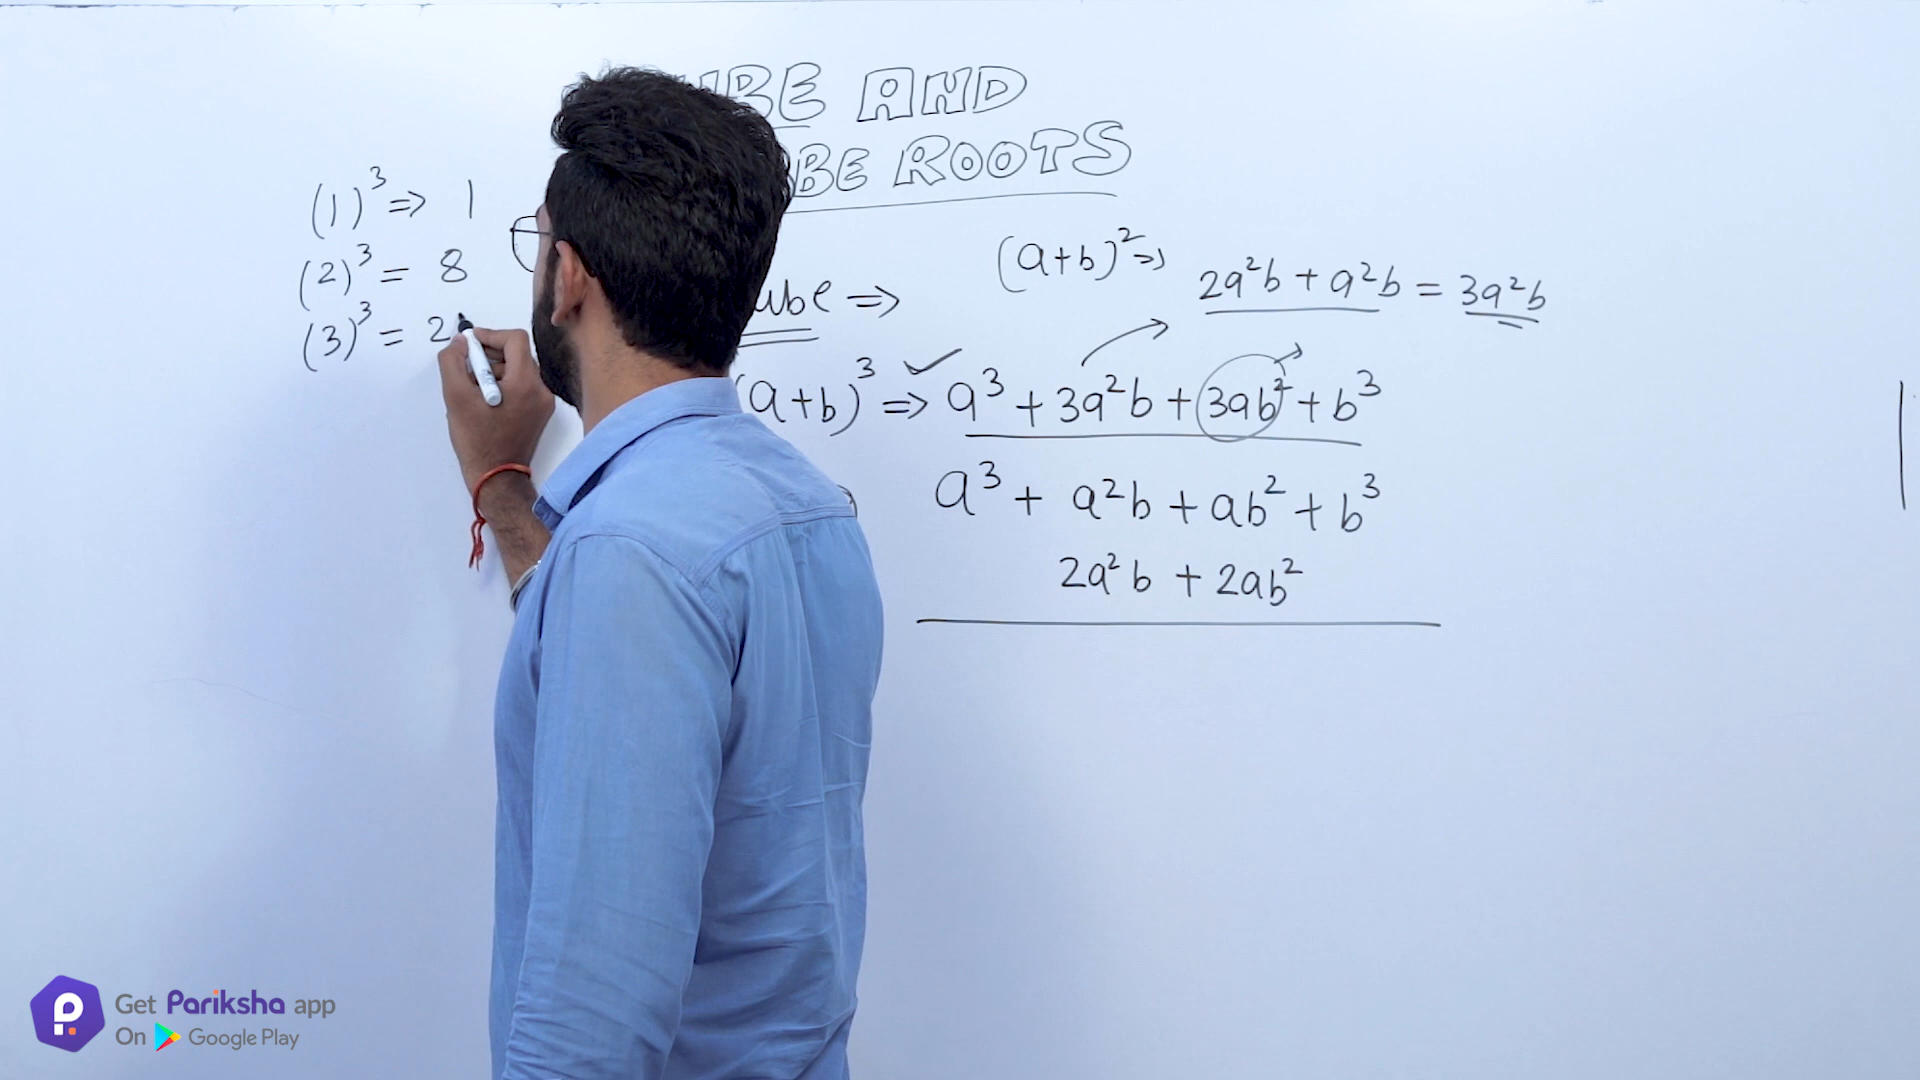 AND
BE ROOTS
(1)³ ⇒ 1
(2)³ = 8
(3)³ = 2
(a+b)² ⇒
2a²b + a²b = 3a²b
ube ⇒
(a+b)³ ⇒ a³ + 3a²b + 3ab² + b³
a³ + a²b + ab² + b³
2a²b + 2ab²
Get Pariksha app
On Google Play